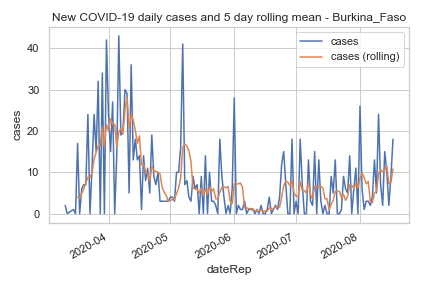 New COVID-19 daily cases and 5 day rolling mean - Burkina_Faso
cases
cases (rolling)
40
30
20
10
0
cases
2020-04
2020-05
2020-06
2020-07
2020-08
dateRep